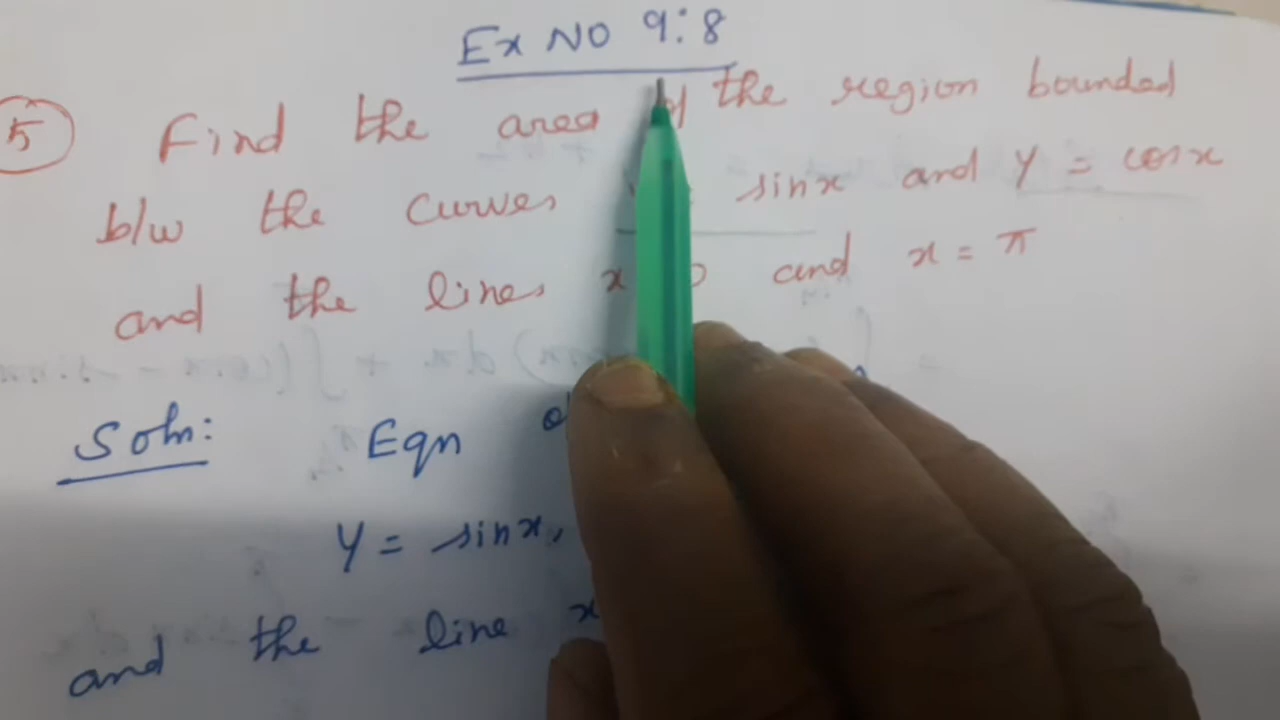 Ex NO 9:8
5 Find the area of the region bounded
b/w the curves sinx and y = cosx
and the lines x and x = π
Soln: Eqn
y = sinx,
and the line x